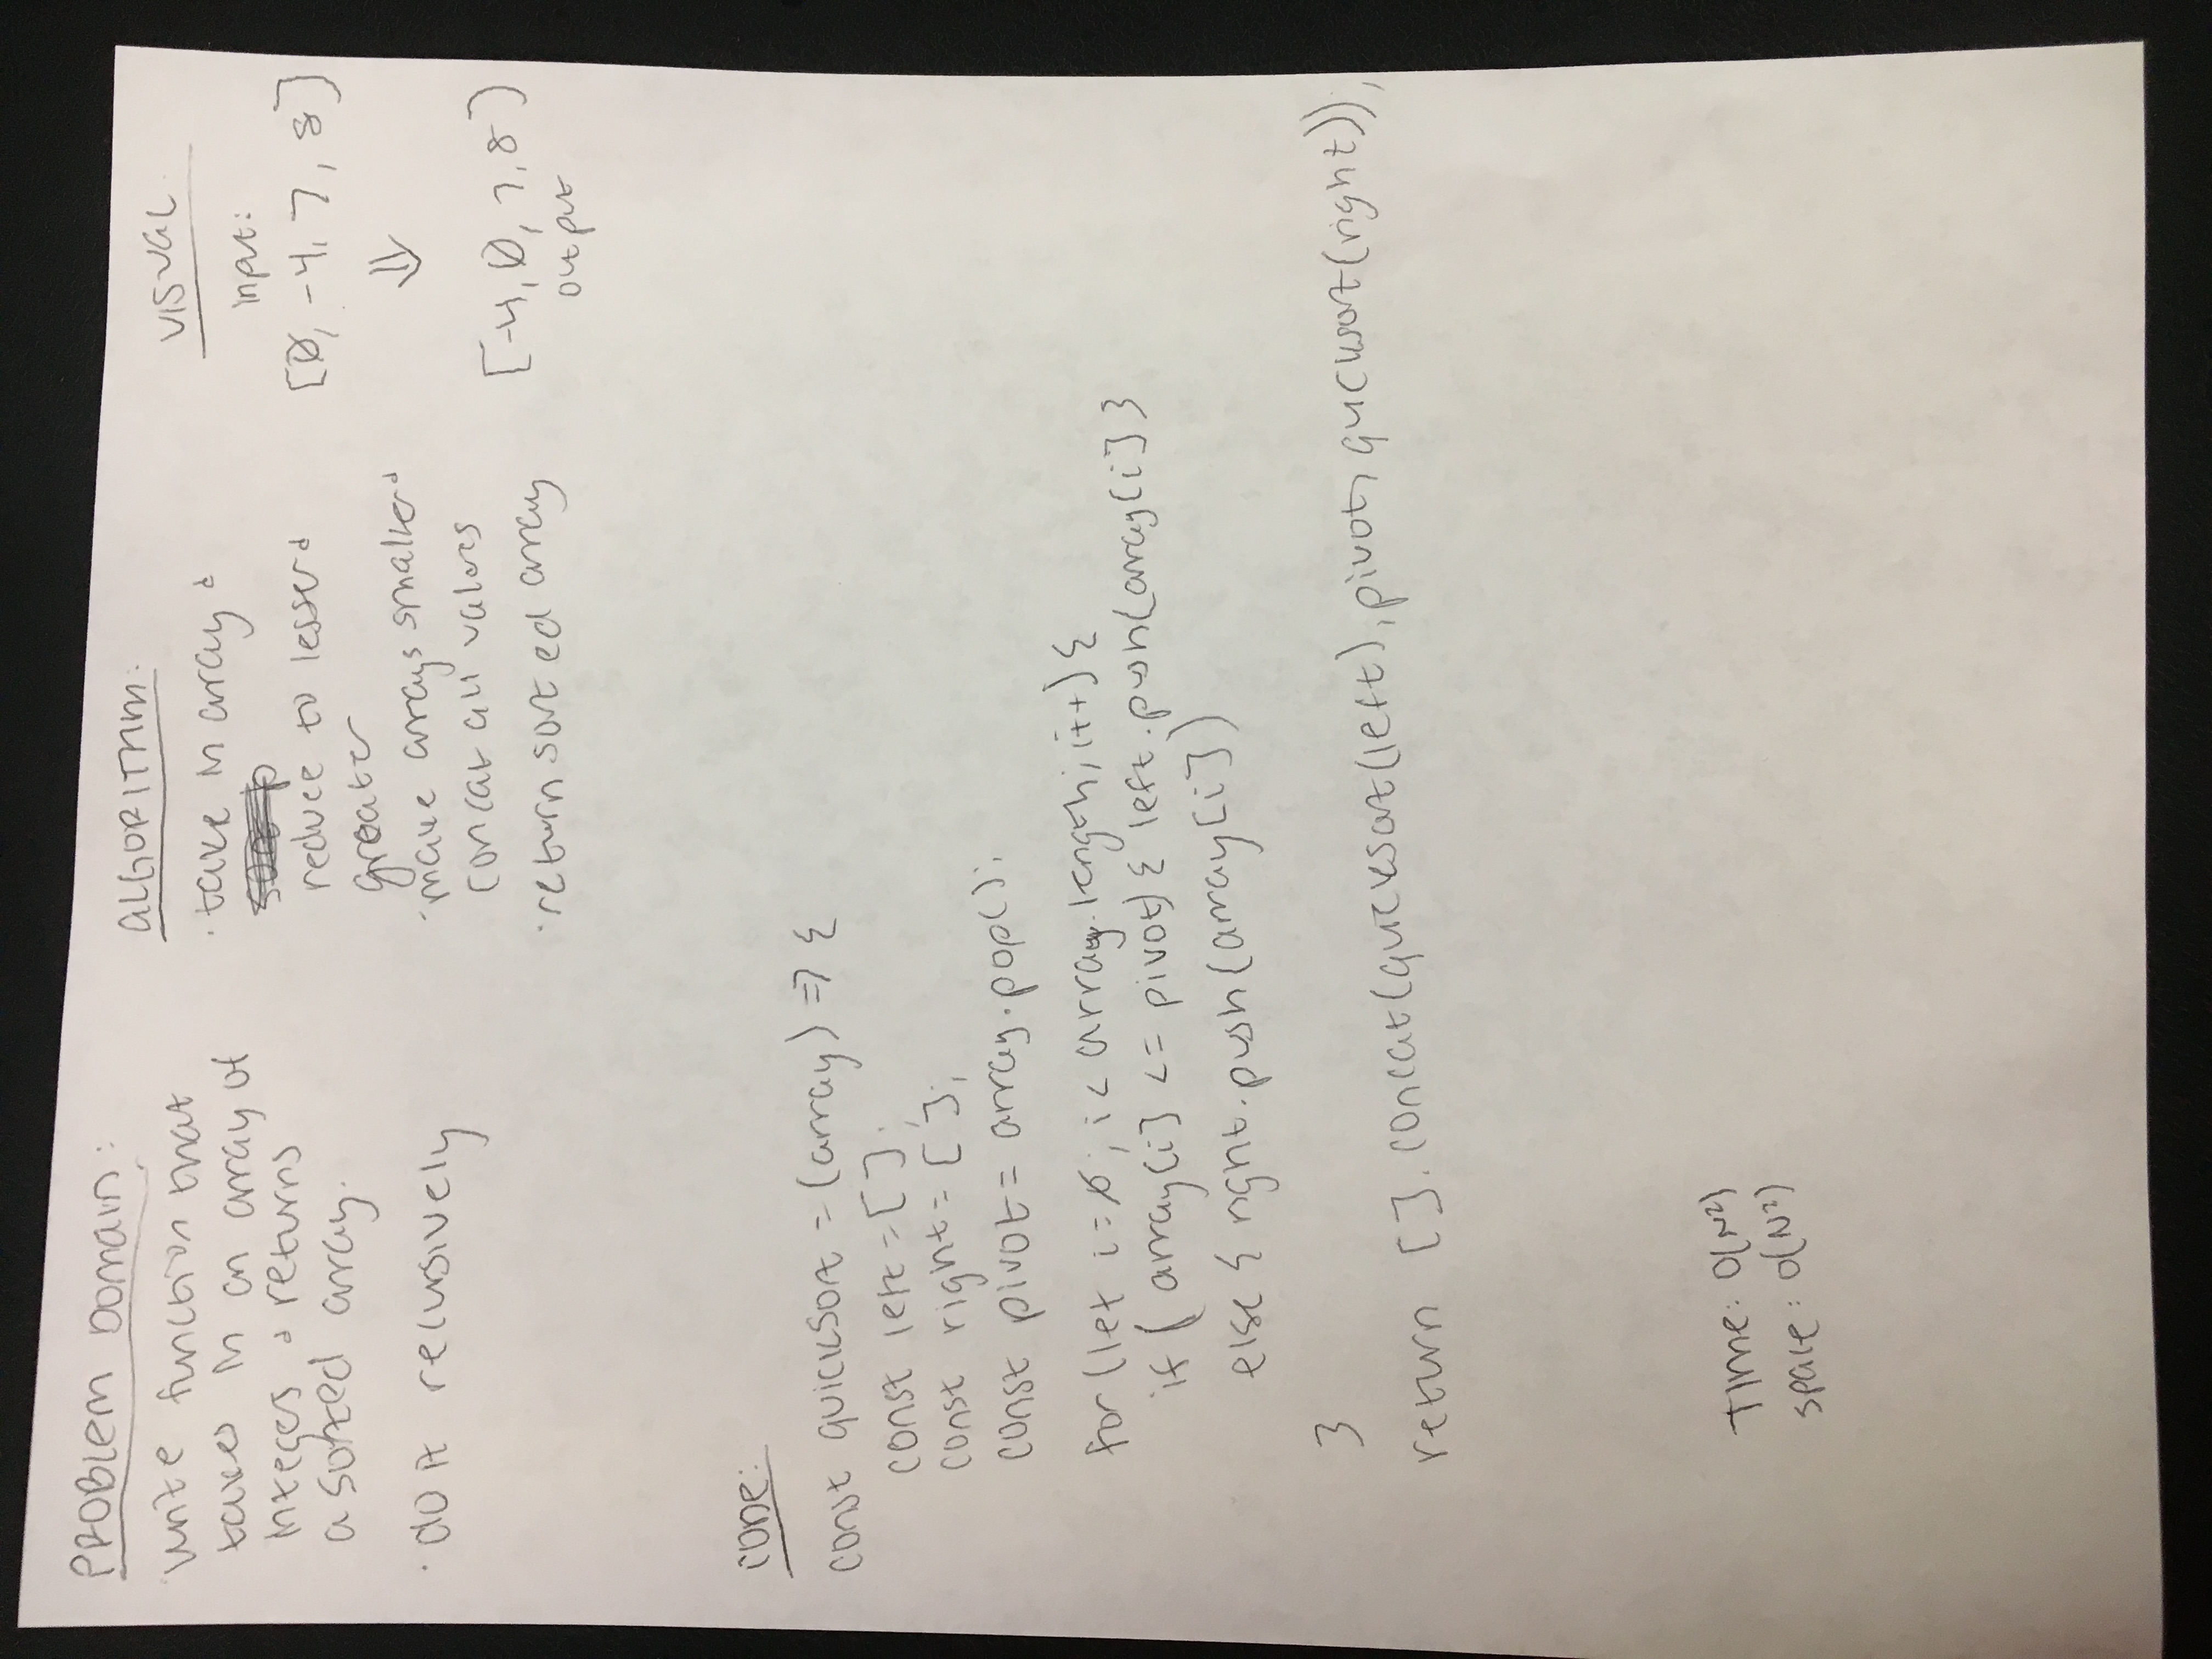 PROBLEM DOMAIN:
· write function that
takes in an array of
integers & returns
a sorted array.
· do it recursively
ALGORITHM:
· take in array &
reduce to lesser &
greater
· make arrays smaller &
concat all values
· return sorted array
VISUAL
input:
[0, -4, 7, 8]
⇓
[-4, 0, 7, 8]
output
CODE:
const quicksort = (array) => {
const left = [ ];
const right = [ ];
const pivot = array.pop();
for (let i = 0; i < array.length; i++) {
if ( array[i] <= pivot) { left.push(array[i] }
else { right.push(array[i])
}
return [ ].concat(quicksort(left), pivot, quicksort(right));
Time: O(N²)
space: O(N²)